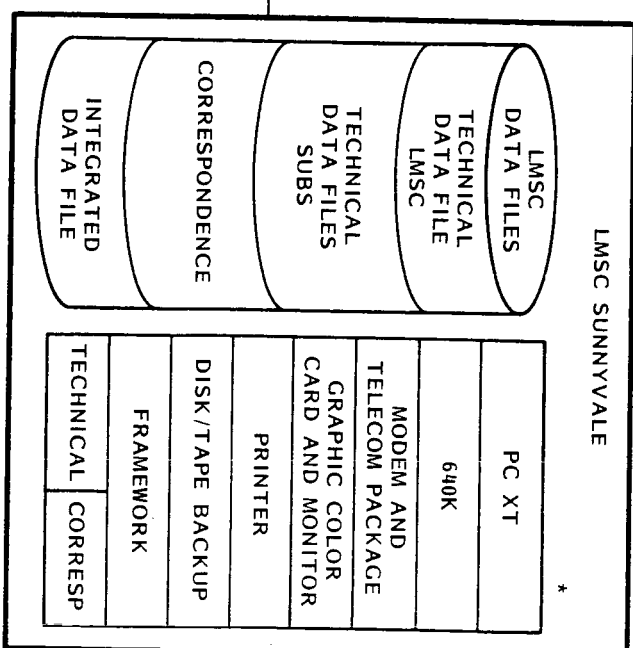 LMSC SUNNYVALE
*
LMSC
DATA FILES
TECHNICAL
DATA FILE
LMSC
TECHNICAL
DATA FILES
SUBS
CORRESPONDENCE
INTEGRATED
DATA FILE
PC XT
640K
MODEM AND
TELECOM PACKAGE
GRAPHIC COLOR
CARD AND MONITOR
PRINTER
DISK/TAPE BACKUP
FRAMEWORK
TECHNICAL
CORRESP